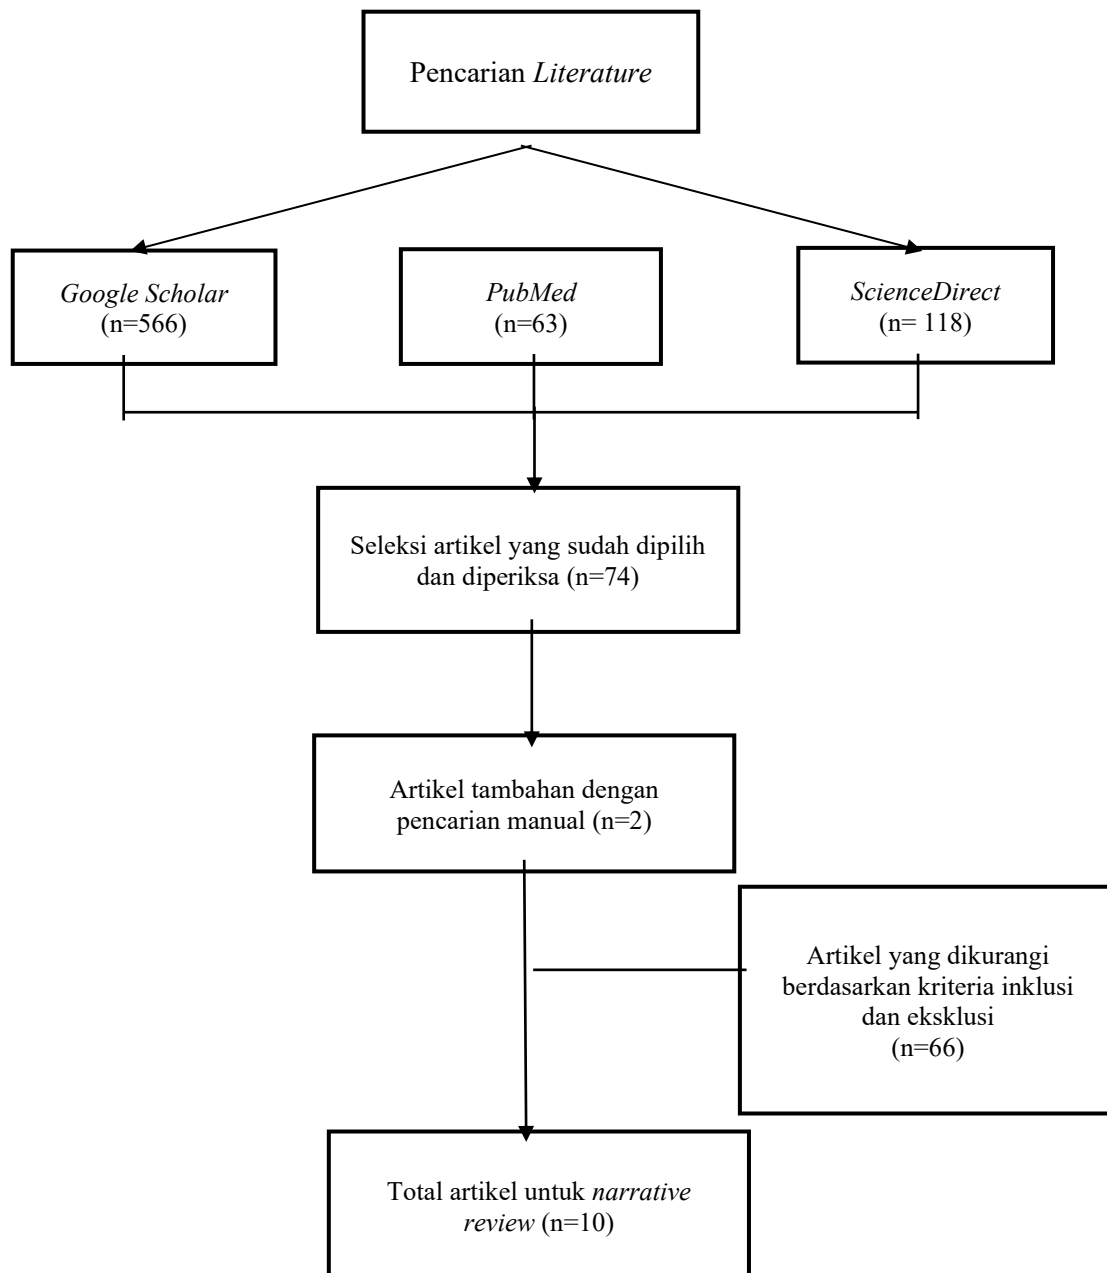 Pencarian Literature
Google Scholar
(n=566)
PubMed
(n=63)
ScienceDirect
(n= 118)
Seleksi artikel yang sudah dipilih
dan diperiksa (n=74)
Artikel tambahan dengan
pencarian manual (n=2)
Artikel yang dikurangi
berdasarkan kriteria inklusi
dan eksklusi
(n=66)
Total artikel untuk narrative
review (n=10)